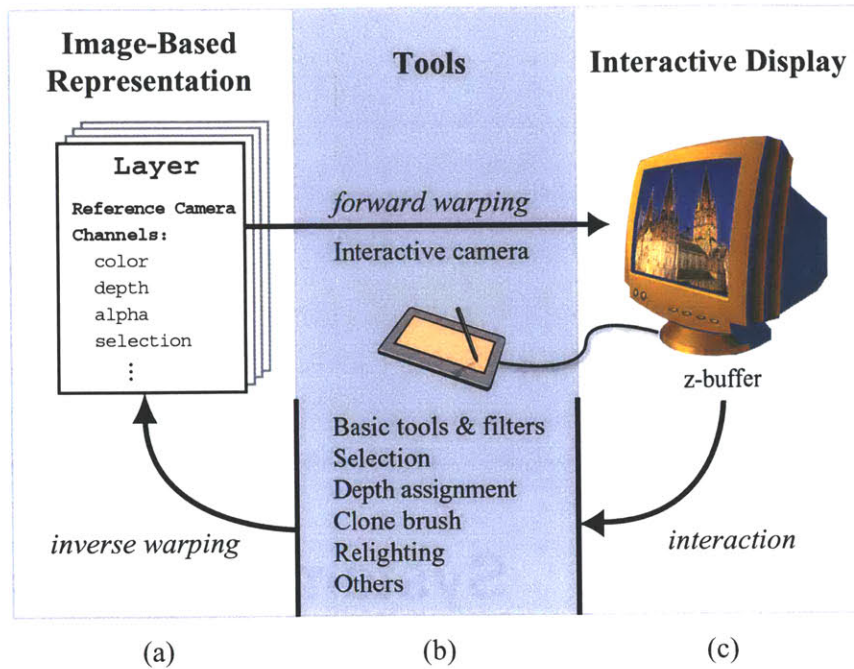 Image-Based
Representation
Tools
Interactive Display
Layer
Reference Camera
Channels:
color
depth
alpha
selection
⋮
forward warping
Interactive camera
z-buffer
Basic tools & filters
Selection
Depth assignment
Clone brush
Relighting
Others
inverse warping
interaction
(a)
(b)
(c)